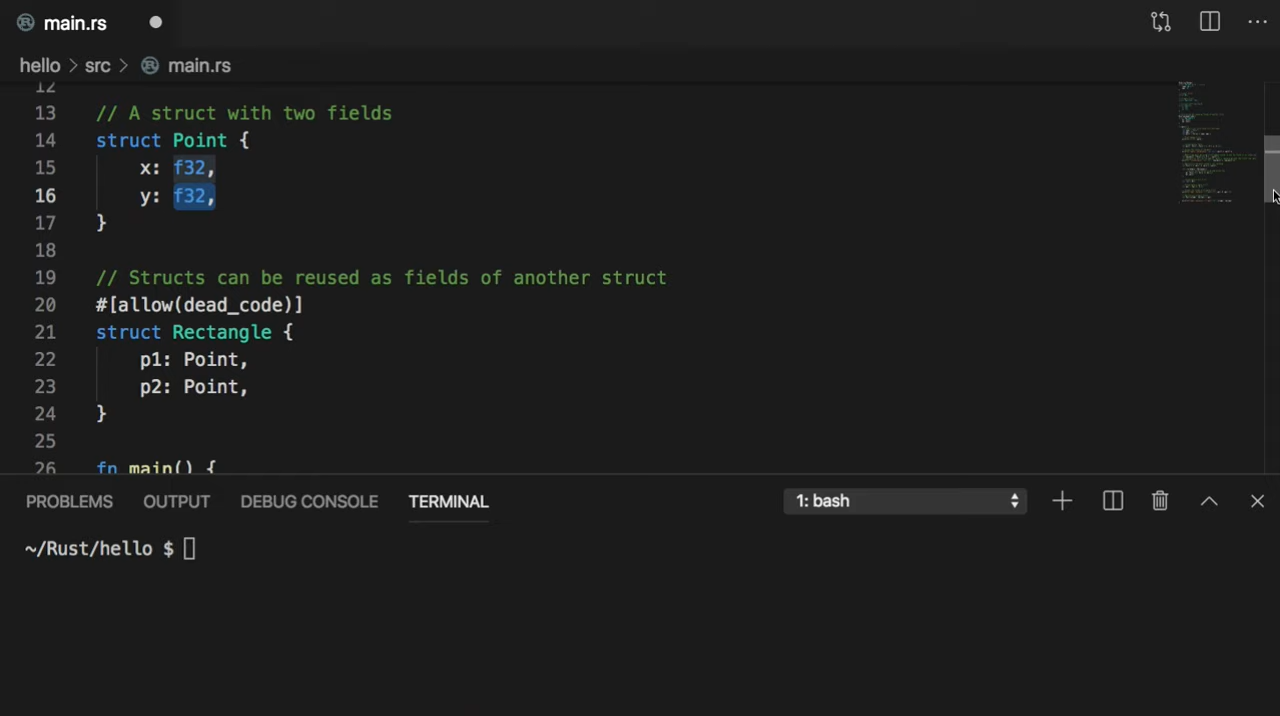 main.rs
hello > src > main.rs
12
13 // A struct with two fields
14 struct Point {
15 x: f32,
16 y: f32,
17 }
18
19 // Structs can be reused as fields of another struct
20 #[allow(dead_code)]
21 struct Rectangle {
22 p1: Point,
23 p2: Point,
24 }
25
26 fn main() {
PROBLEMS OUTPUT DEBUG CONSOLE TERMINAL 1: bash
~/Rust/hello $